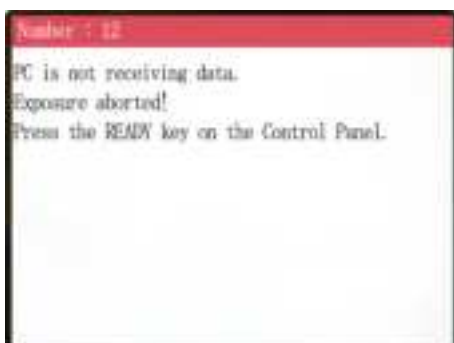 Number : 12
PC is not receiving data.
Exposure aborted!
Press the READY key on the Control Panel.